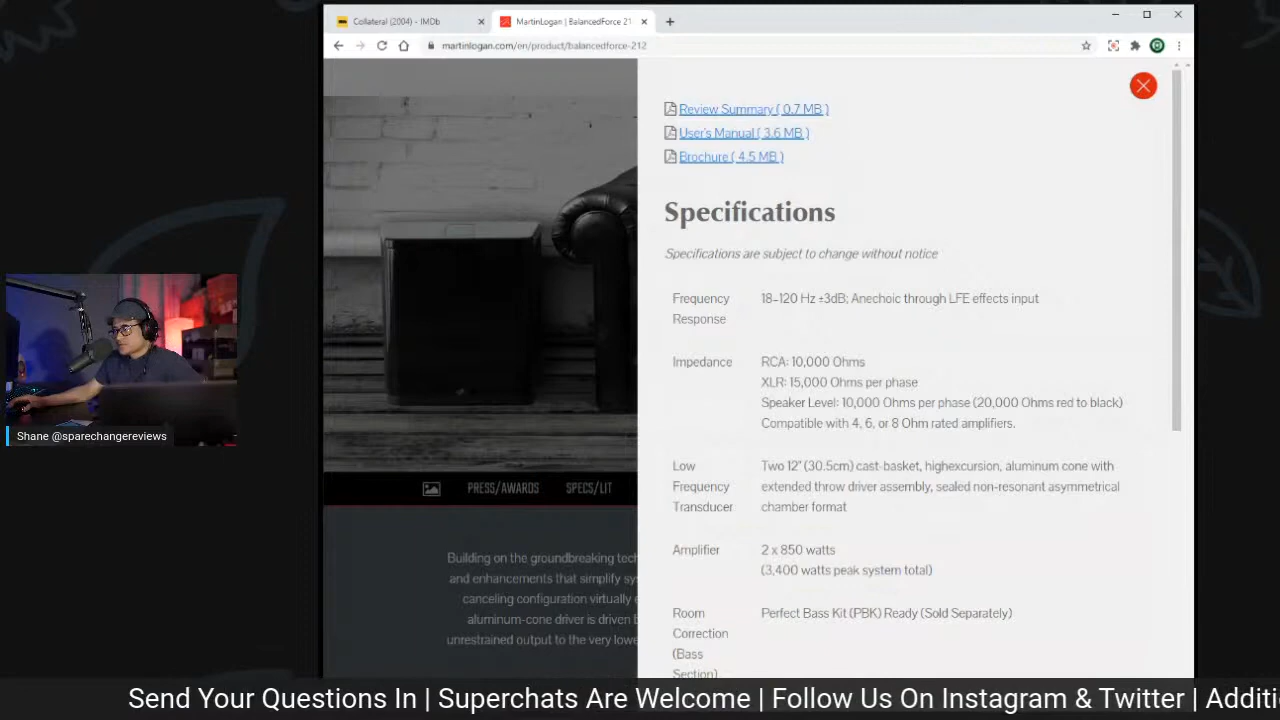 Collateral (2004) - IMDb
MartinLogan | BalancedForce 21
martinlogan.com/en/product/balancedforce-212
Review Summary ( 0.7 MB )
User's Manual ( 3.6 MB )
Brochure ( 4.5 MB )
Specifications
Specifications are subject to change without notice
Frequency Response
18–120 Hz ±3dB; Anechoic through LFE effects input
Impedance
RCA: 10,000 Ohms
XLR: 15,000 Ohms per phase
Speaker Level: 10,000 Ohms per phase (20,000 Ohms red to black)
Compatible with 4, 6, or 8 Ohm rated amplifiers.
Low Frequency Transducer
Two 12" (30.5cm) cast-basket, highexcursion, aluminum cone with
extended throw driver assembly, sealed non-resonant asymmetrical
chamber format
Amplifier
2 x 850 watts
(3,400 watts peak system total)
Room Correction (Bass Section)
Perfect Bass Kit (PBK) Ready (Sold Separately)
PRESS/AWARDS SPECS/LIT
Building on the groundbreaking tech
and enhancements that simplify sys
canceling configuration virtually e
aluminum-cone driver is driven b
unrestrained output to the very lowe
Shane @sparechangereviews
Send Your Questions In | Superchats Are Welcome | Follow Us On Instagram & Twitter | Additi